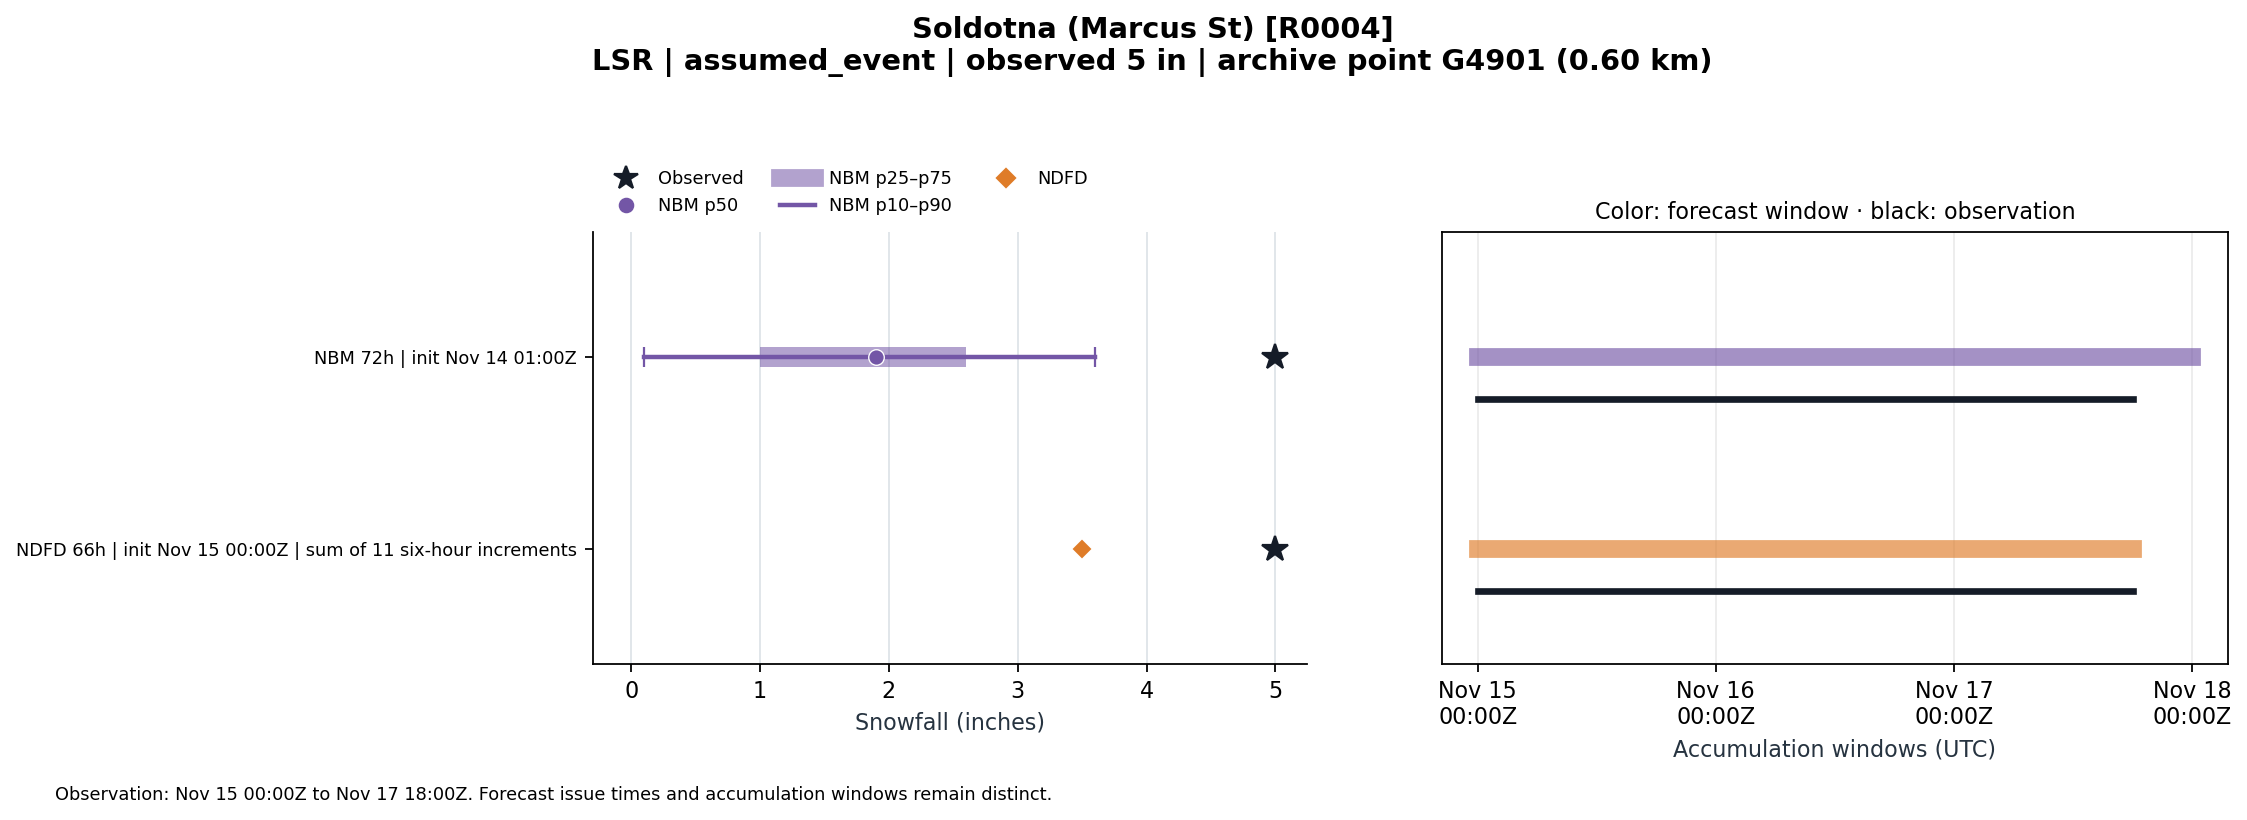 Soldotna (Marcus St) [R0004]
LSR | assumed_event | observed 5 in | archive point G4901 (0.60 km)
Observed
NBM p50
NBM p25–p75
NBM p10–p90
NDFD
NBM 72h | init Nov 14 01:00Z
NDFD 66h | init Nov 15 00:00Z | sum of 11 six-hour increments
0 1 2 3 4 5
Snowfall (inches)
Color: forecast window · black: observation
Nov 15 Nov 16 Nov 17 Nov 18
00:00Z 00:00Z 00:00Z 00:00Z
Accumulation windows (UTC)
Observation: Nov 15 00:00Z to Nov 17 18:00Z. Forecast issue times and accumulation windows remain distinct.